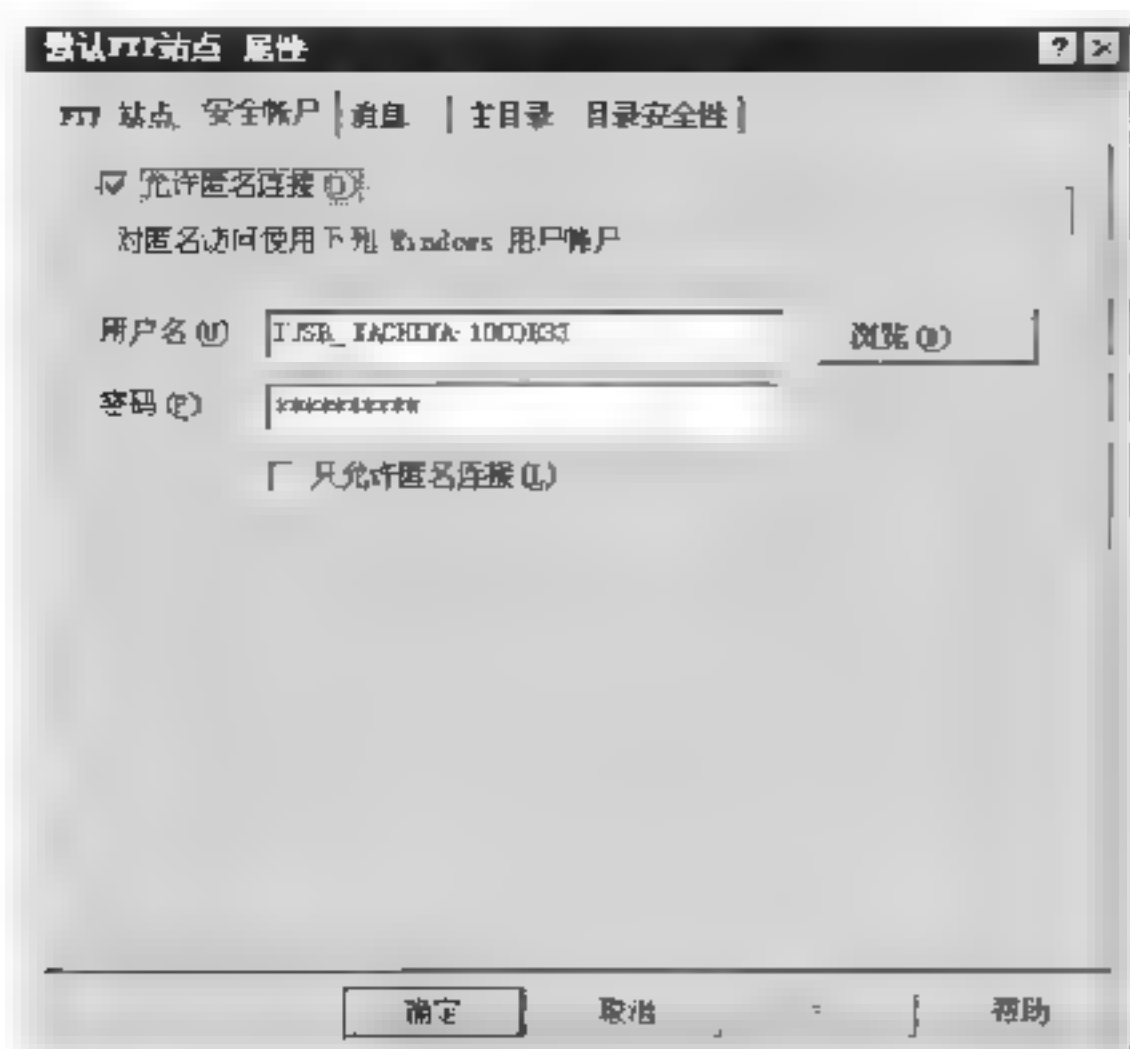 默认FTP站点 属性
FTP 站点 安全帐户 消息 主目录 目录安全性
允许匿名连接(O)
对匿名访问使用下列 Windows 用户帐户
用户名(U) 浏览(B)
密码(P) **********
只允许匿名连接(L)
确定 取消 帮助